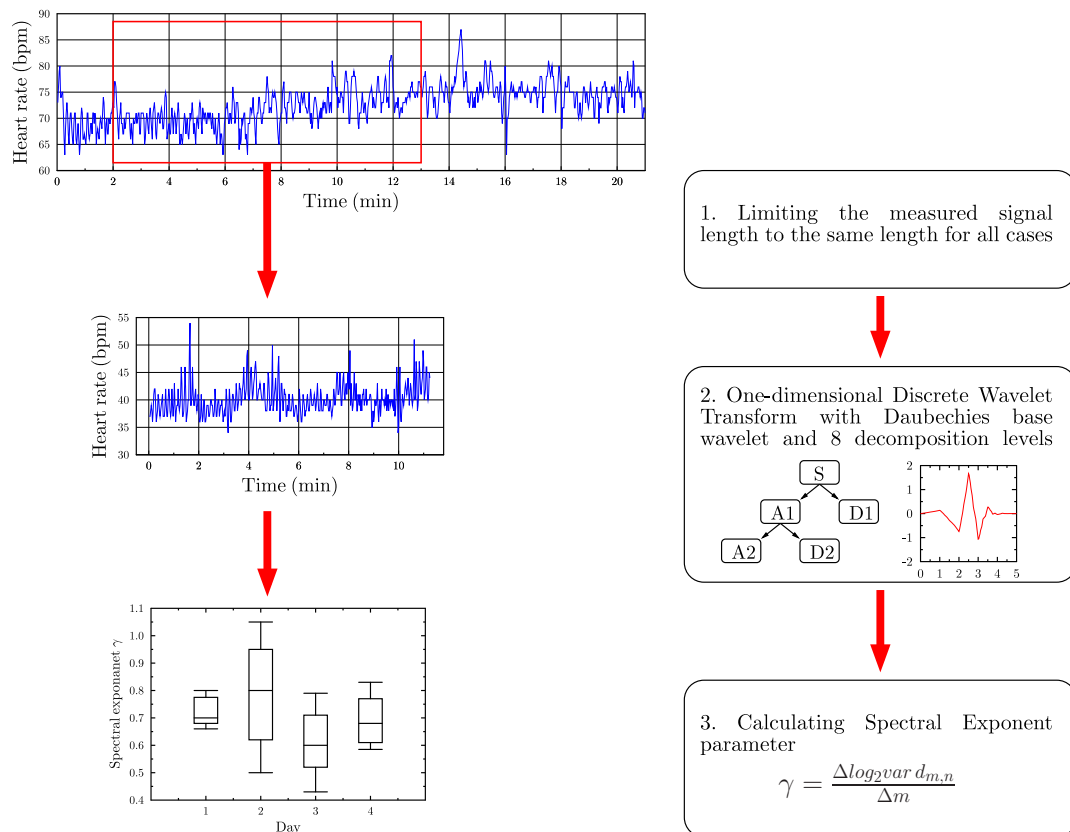 90
85
80
75
70
65
60
Heart rate (bpm)
0 2 4 6 8 10 12 14 16 18 20
Time (min)
55
50
45
40
35
30
Heart rate (bpm)
0 2 4 6 8 10
Time (min)
1.1
1.0
0.9
0.8
0.7
0.6
0.5
0.4
Spectral exponanet γ
1 2 3 4
Day
1. Limiting the measured signal
length to the same length for all cases
2. One-dimensional Discrete Wavelet
Transform with Daubechies base
wavelet and 8 decomposition levels
S
A1 D1
A2 D2
2
1
0
-1
-2
0 1 2 3 4 5
3. Calculating Spectral Exponent
parameter
γ = Δlog₂var d_{m,n} / Δm